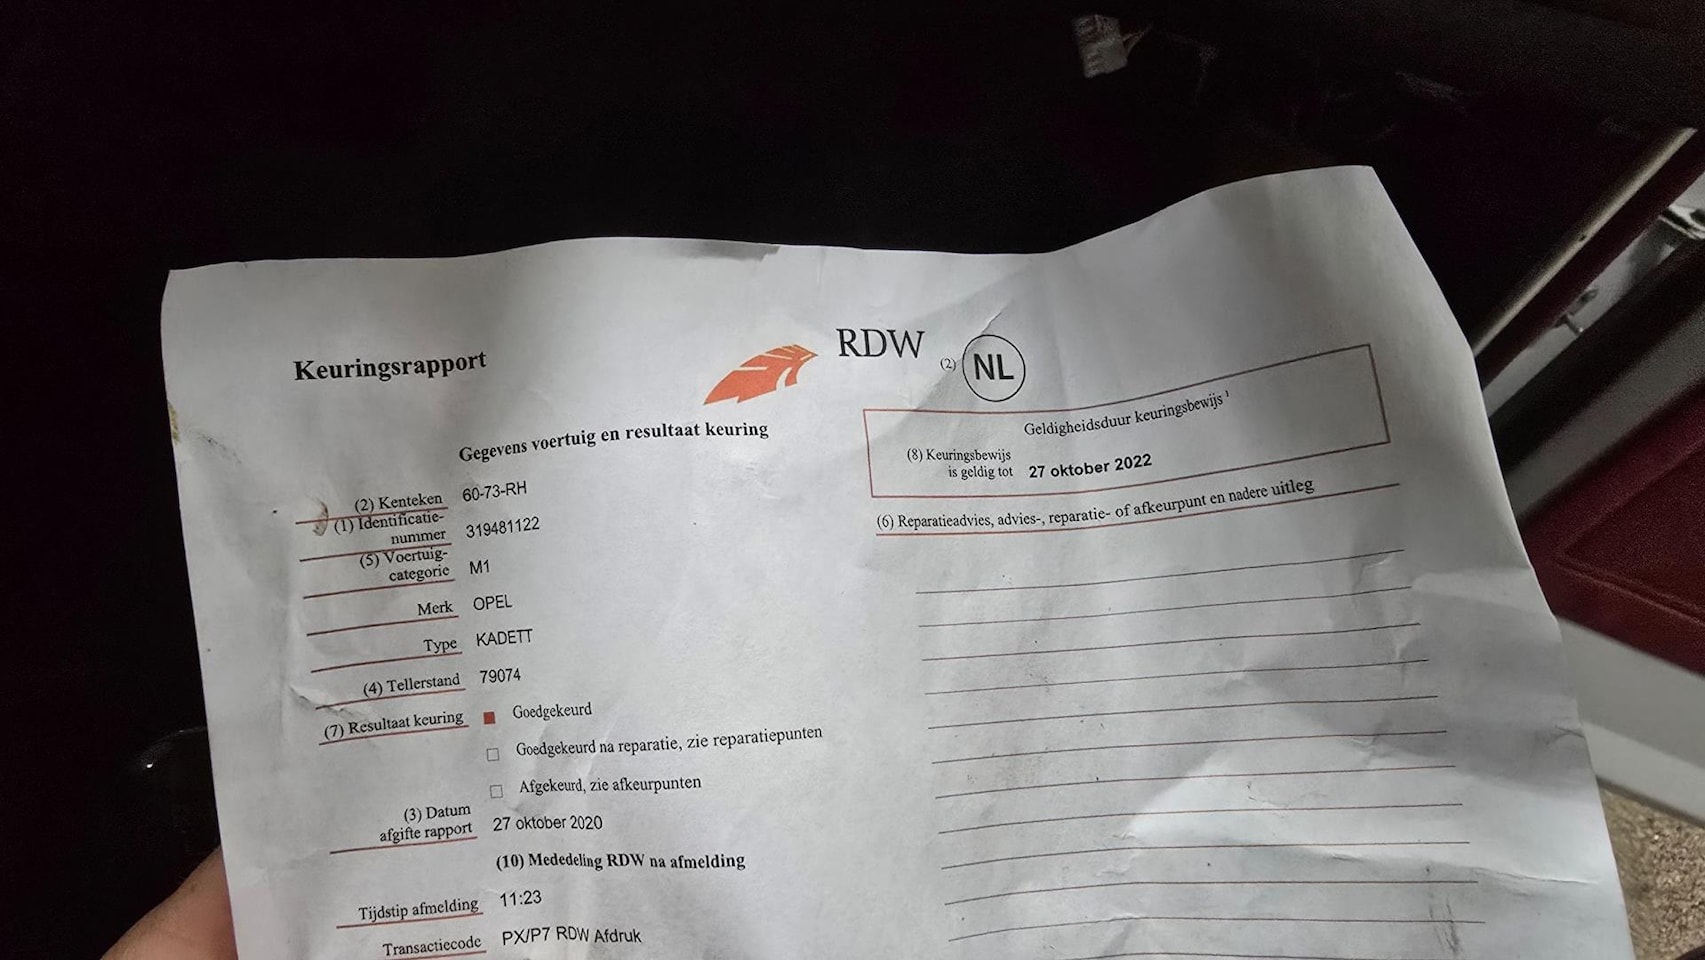 Keuringsrapport
RDW
(2) NL
Gegevens voertuig en resultaat keuring
(2) Kenteken 60-73-RH
(1) Identificatie-
nummer 319481122
(5) Voertuig-
categorie M1
Merk OPEL
Type KADETT
(4) Tellerstand 79074
(7) Resultaat keuring Goedgekeurd
Goedgekeurd na reparatie, zie reparatiepunten
Afgekeurd, zie afkeurpunten
(3) Datum
afgifte rapport 27 oktober 2020
(10) Mededeling RDW na afmelding
Tijdstip afmelding 11:23
Transactiecode PX/P7 RDW Afdruk
Geldigheidsduur keuringsbewijs ¹
(8) Keuringsbewijs
is geldig tot 27 oktober 2022
(6) Reparatieadvies, advies-, reparatie- of afkeurpunt en nadere uitleg